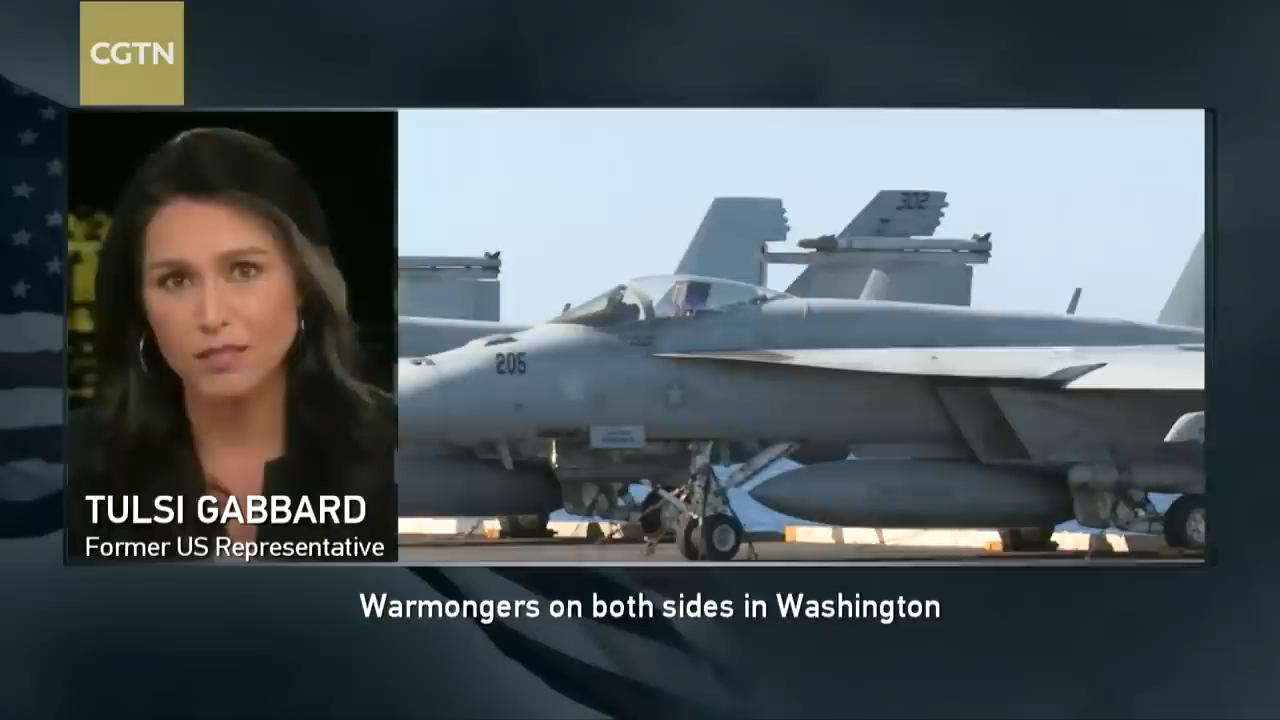 CGTN
302
205
TULSI GABBARD
Former US Representative
Warmongers on both sides in Washington